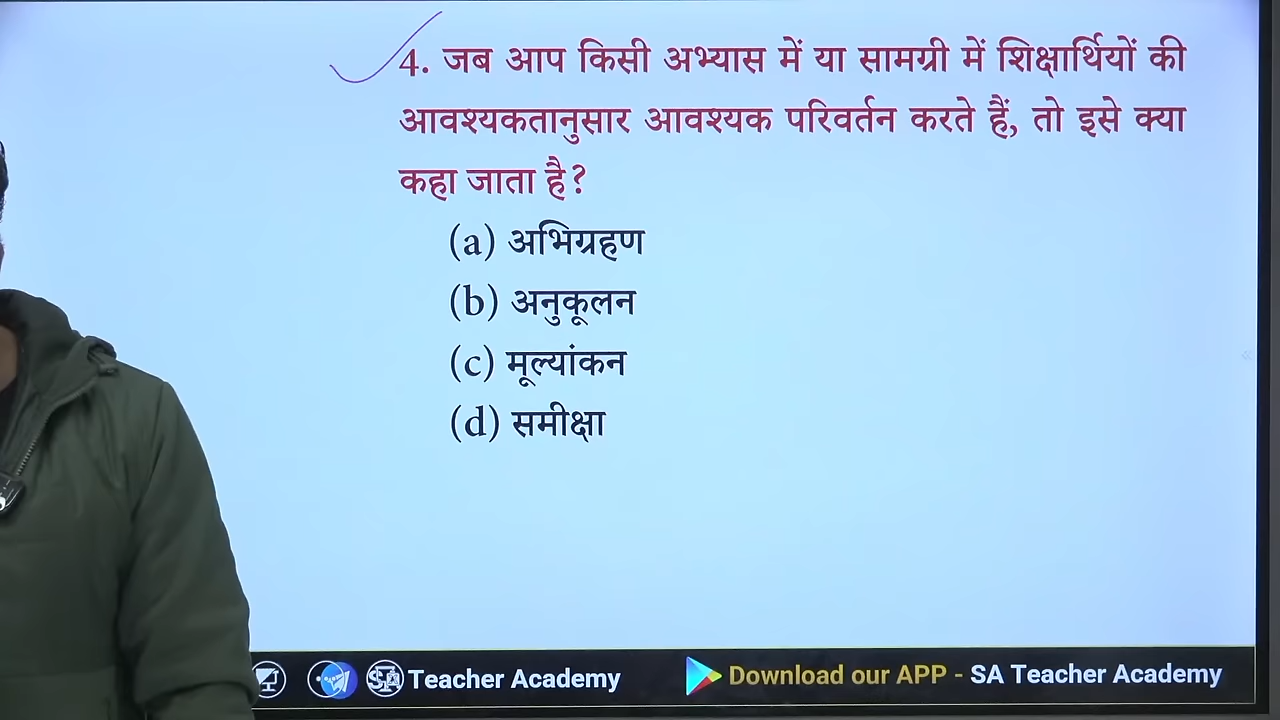 4. जब आप किसी अभ्यास में या सामग्री में शिक्षार्थियों की
आवश्यकतानुसार आवश्यक परिवर्तन करते हैं, तो इसे क्या
कहा जाता है?
(a) अभिग्रहण
(b) अनुकूलन
(c) मूल्यांकन
(d) समीक्षा
SA Teacher Academy Download our APP - SA Teacher Academy